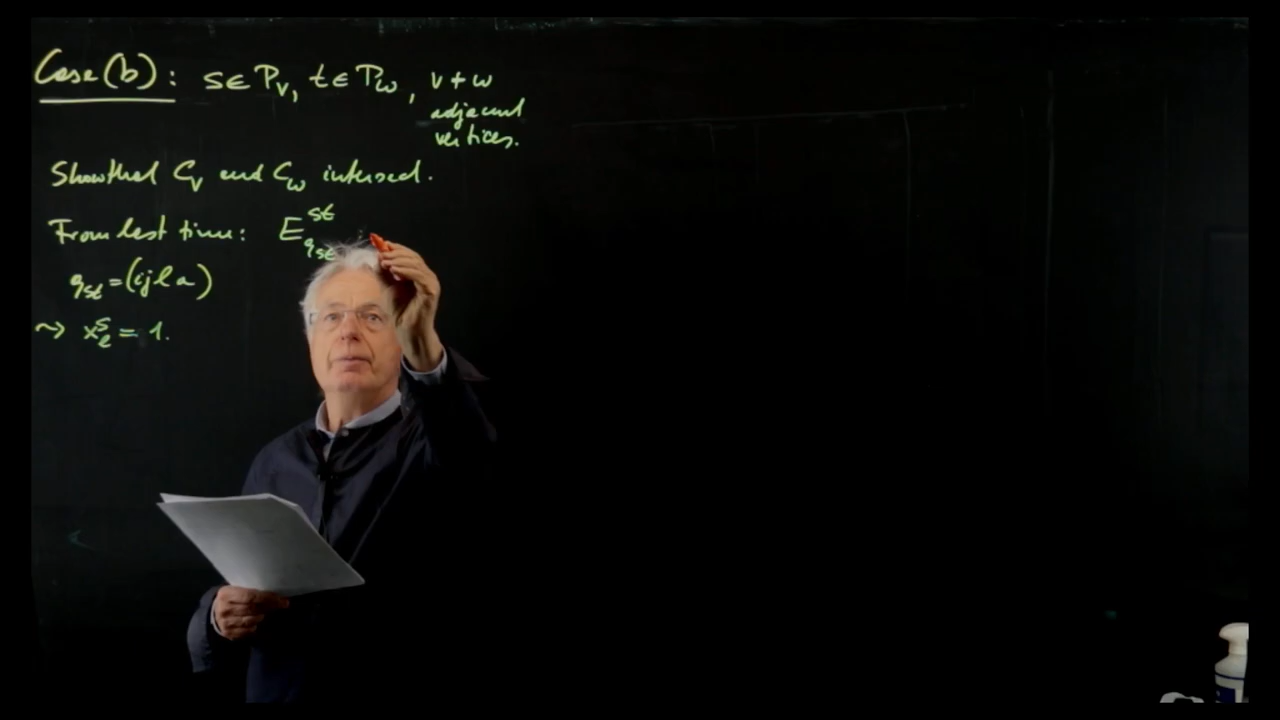 Case (b): s ∈ P_v, t ∈ P_w, v + w
adjacent
vertices.
Show that C_v and C_w intersect.
From last time: E^{st}_{q_{st}}
q_{st} = (ijla)
~> x^s_e = 1.